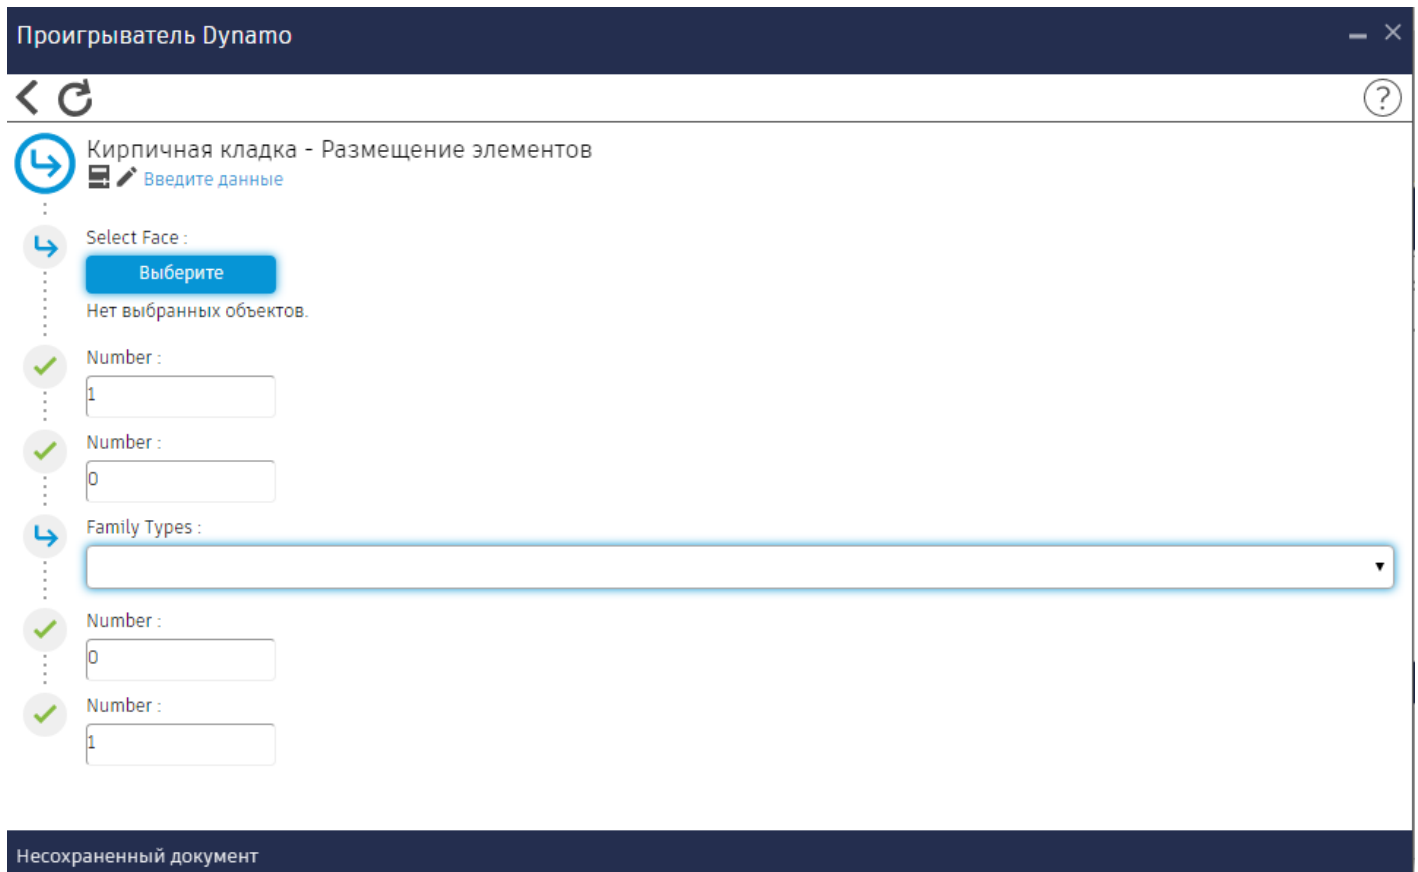 Проигрыватель Dynamo
Кирпичная кладка - Размещение элементов
Введите данные
Select Face :
Выберите
Нет выбранных объектов.
Number :
1
Number :
0
Family Types :
Number :
0
Number :
1
Несохраненный документ